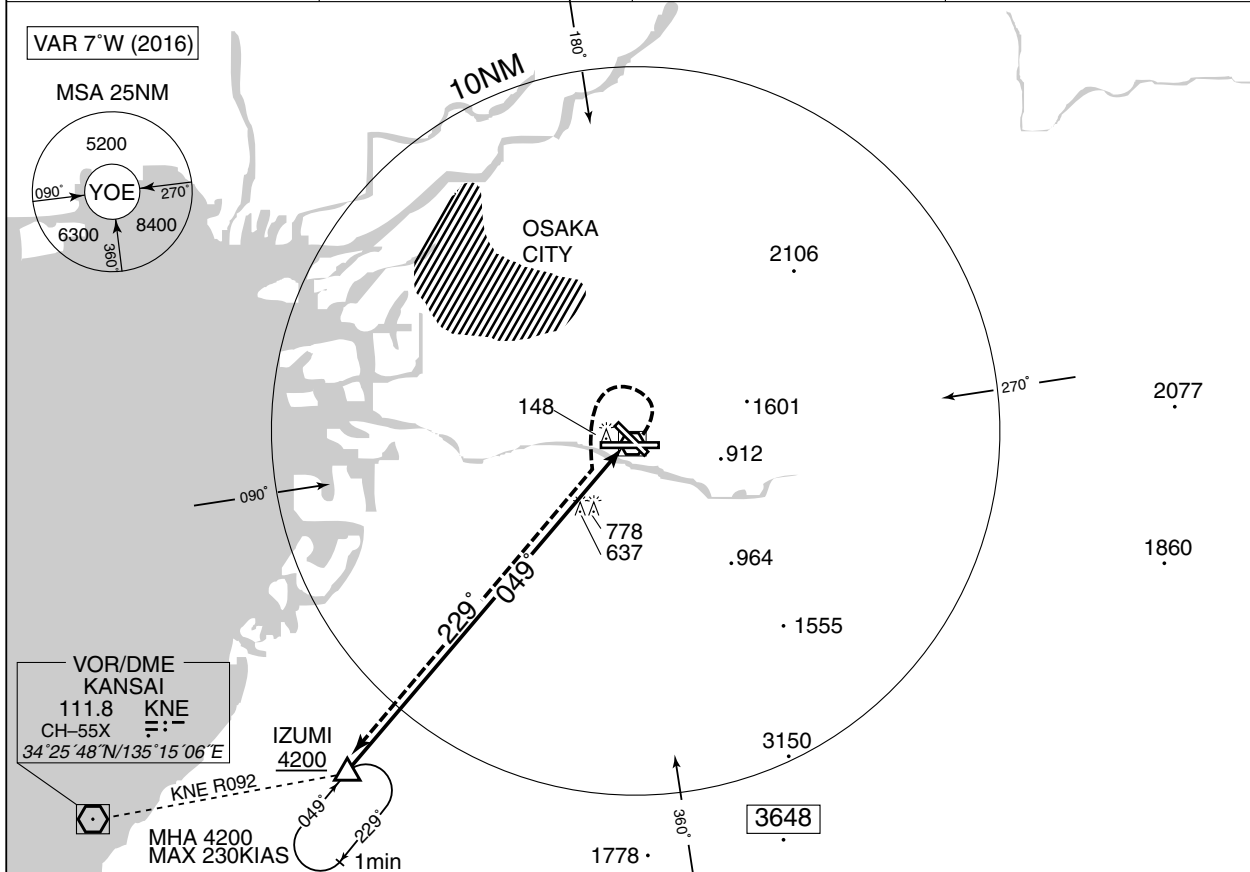 VAR 7°W (2016)
180°
10NM
MSA 25NM
5200
090°
YOE
270°
6300
8400
360°
OSAKA
CITY
2106
270°
2077
148
1601
912
090°
778
637
964
1860
049°
229°
1555
VOR/DME
KANSAI
111.8 KNE
CH–55X
34°25´48˝N/135°15´06˝E
IZUMI
4200
3150
KNE R092
049°
229°
360°
3648
MHA 4200
MAX 230KIAS
1min
1778